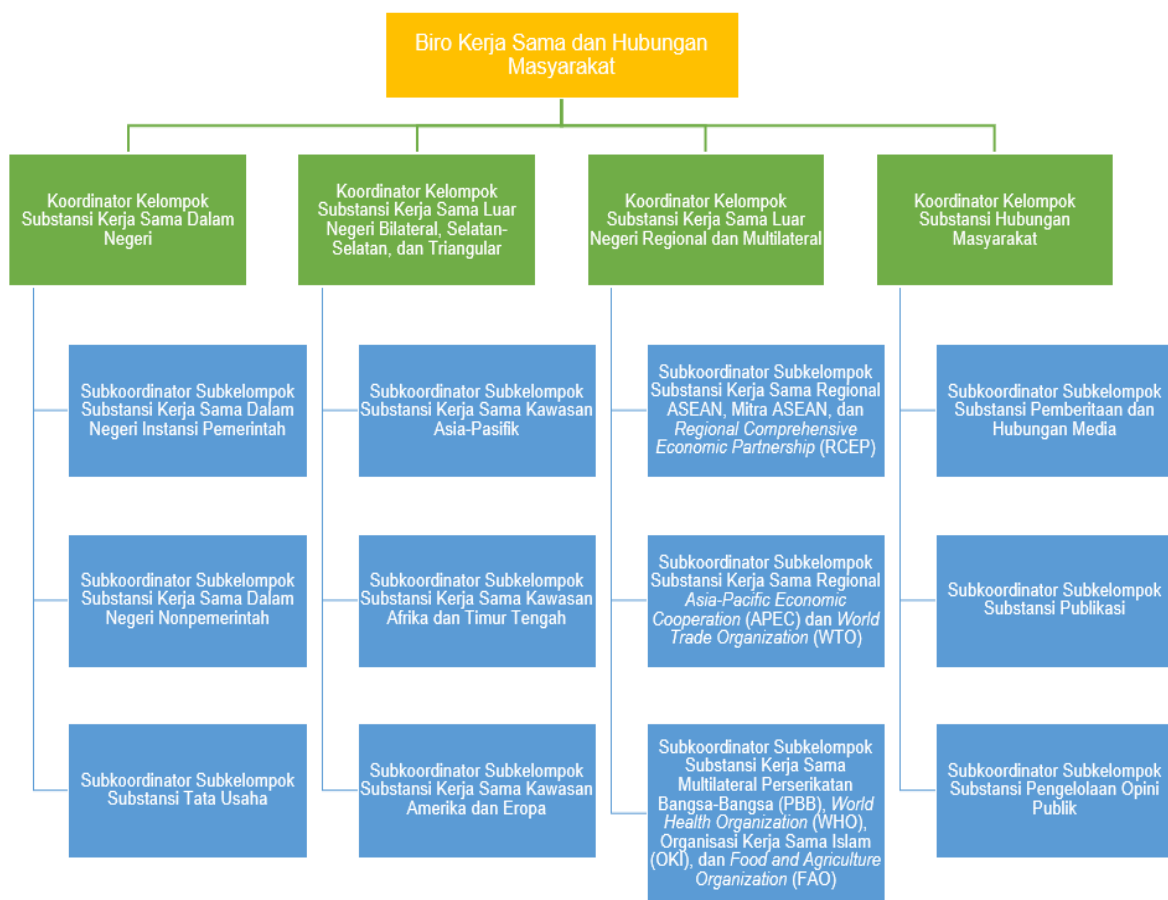 Biro Kerja Sama dan Hubungan
Masyarakat
Koordinator Kelompok
Substansi Kerja Sama Dalam
Negeri
Koordinator Kelompok
Substansi Kerja Sama Luar
Negeri Bilateral, Selatan-
Selatan, dan Triangular
Koordinator Kelompok
Substansi Kerja Sama Luar
Negeri Regional dan Multilateral
Koordinator Kelompok
Substansi Hubungan
Masyarakat
Subkoordinator Subkelompok
Substansi Kerja Sama Dalam
Negeri Instansi Pemerintah
Subkoordinator Subkelompok
Substansi Kerja Sama Kawasan
Asia-Pasifik
Subkoordinator Subkelompok
Substansi Kerja Sama Regional
ASEAN, Mitra ASEAN, dan
Regional Comprehensive
Economic Partnership (RCEP)
Subkoordinator Subkelompok
Substansi Pemberitaan dan
Hubungan Media
Subkoordinator Subkelompok
Substansi Kerja Sama Dalam
Negeri Nonpemerintah
Subkoordinator Subkelompok
Substansi Kerja Sama Kawasan
Afrika dan Timur Tengah
Subkoordinator Subkelompok
Substansi Kerja Sama Regional
Asia-Pacific Economic
Cooperation (APEC) dan World
Trade Organization (WTO)
Subkoordinator Subkelompok
Substansi Publikasi
Subkoordinator Subkelompok
Substansi Tata Usaha
Subkoordinator Subkelompok
Substansi Kerja Sama Kawasan
Amerika dan Eropa
Subkoordinator Subkelompok
Substansi Kerja Sama
Multilateral Perserikatan
Bangsa-Bangsa (PBB), World
Health Organization (WHO),
Organisasi Kerja Sama Islam
(OKI), dan Food and Agriculture
Organization (FAO)
Subkoordinator Subkelompok
Substansi Pengelolaan Opini
Publik